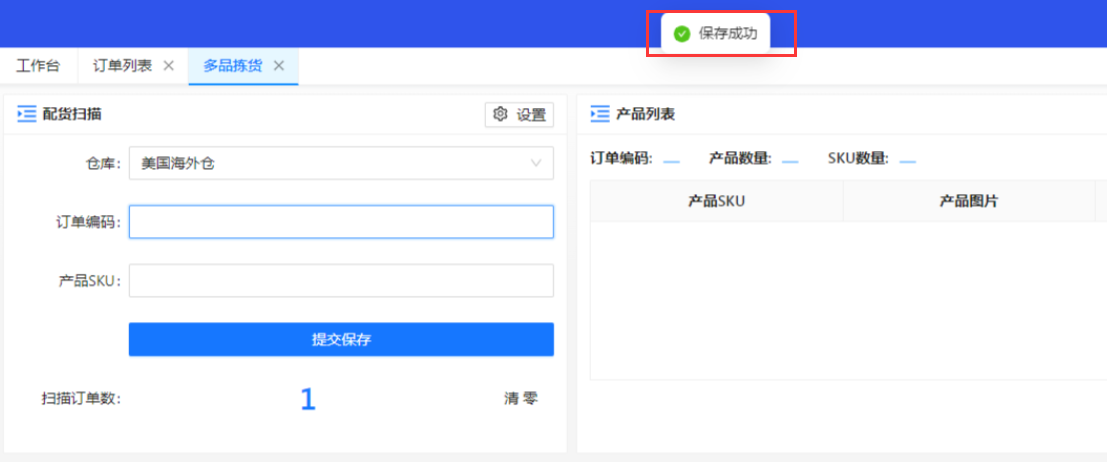 保存成功
工作台 订单列表 多品拣货
配货扫描 设置
仓库: 美国海外仓
订单编码:
产品SKU:
提交保存
扫描订单数: 1 清零
产品列表
订单编码: 产品数量: SKU数量:
产品SKU 产品图片